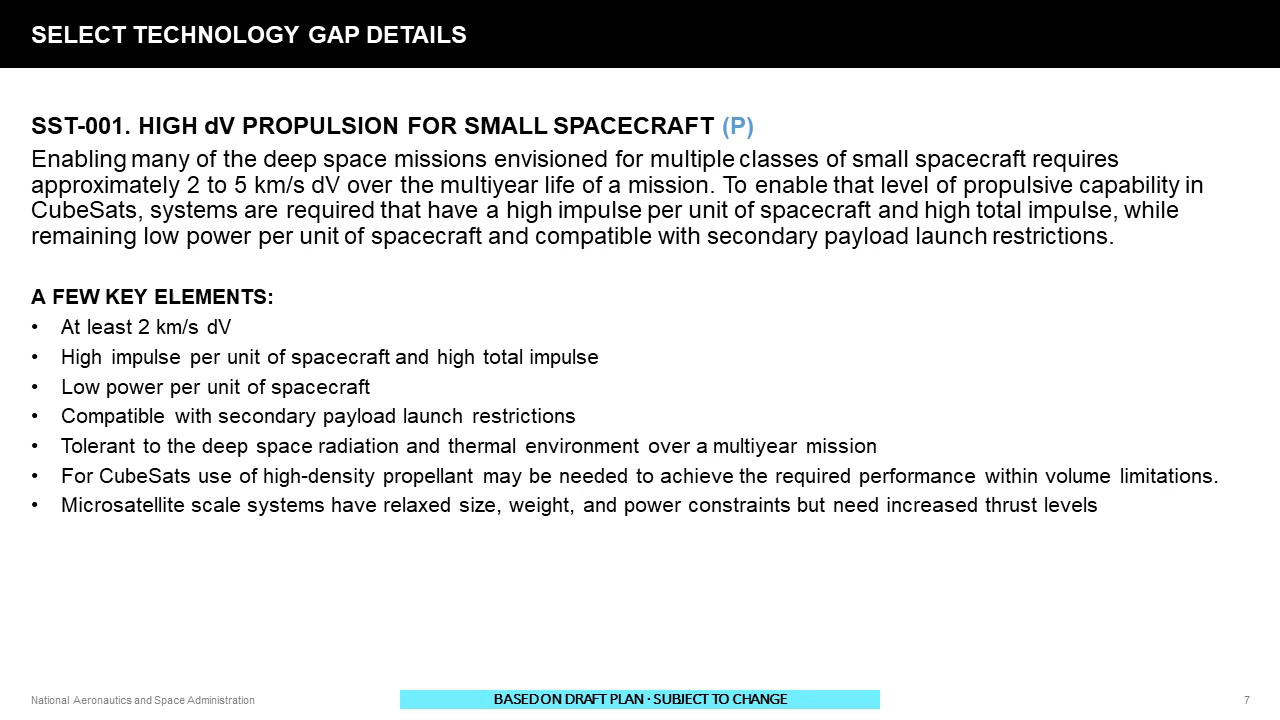 SELECT TECHNOLOGY GAP DETAILS
SST-001. HIGH dV PROPULSION FOR SMALL SPACECRAFT (P)
Enabling many of the deep space missions envisioned for multiple classes of small spacecraft requires
approximately 2 to 5 km/s dV over the multiyear life of a mission. To enable that level of propulsive capability in
CubeSats, systems are required that have a high impulse per unit of spacecraft and high total impulse, while
remaining low power per unit of spacecraft and compatible with secondary payload launch restrictions.
A FEW KEY ELEMENTS:
• At least 2 km/s dV
• High impulse per unit of spacecraft and high total impulse
• Low power per unit of spacecraft
• Compatible with secondary payload launch restrictions
• Tolerant to the deep space radiation and thermal environment over a multiyear mission
• For CubeSats use of high-density propellant may be needed to achieve the required performance within volume limitations.
• Microsatellite scale systems have relaxed size, weight, and power constraints but need increased thrust levels
National Aeronautics and Space Administration
BASED ON DRAFT PLAN · SUBJECT TO CHANGE
7